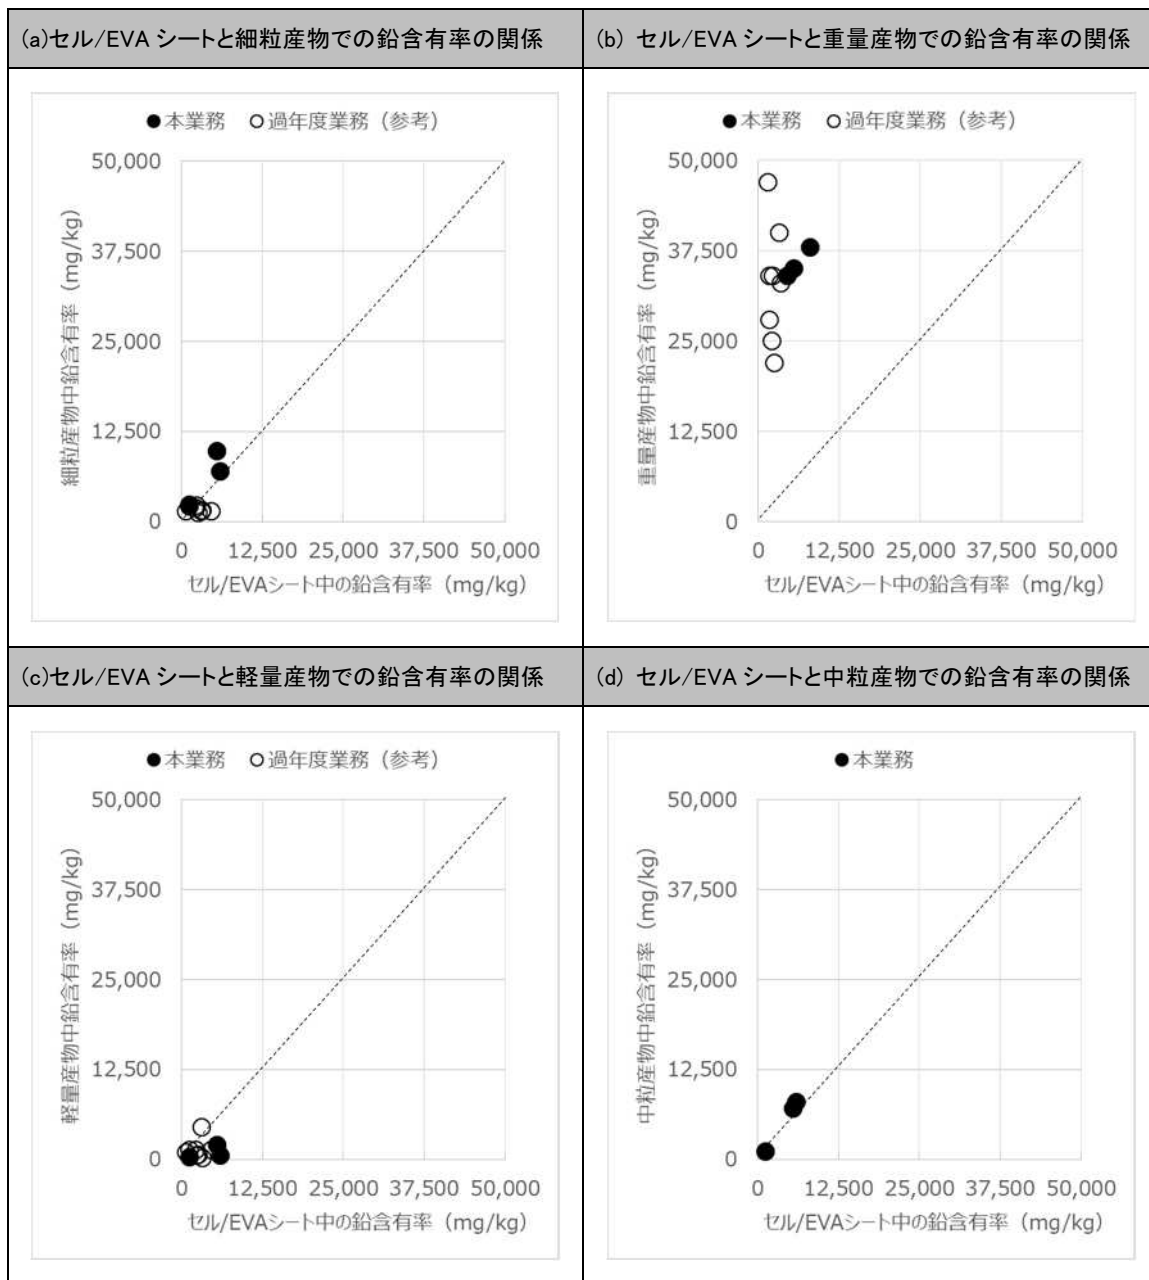 (a)セル/EVA シートと細粒産物での鉛含有率の関係
(b) セル/EVA シートと重量産物での鉛含有率の関係
●本業務 ○過年度業務（参考）
50,000
37,500
25,000
12,500
0
細粒産物中鉛含有率（mg/kg）
0 12,500 25,000 37,500 50,000
セル/EVAシート中の鉛含有率（mg/kg）
●本業務 ○過年度業務（参考）
50,000
37,500
25,000
12,500
0
重量産物中鉛含有率（mg/kg）
0 12,500 25,000 37,500 50,000
セル/EVAシート中の鉛含有率（mg/kg）
(c)セル/EVA シートと軽量産物での鉛含有率の関係
(d) セル/EVA シートと中粒産物での鉛含有率の関係
●本業務 ○過年度業務（参考）
50,000
37,500
25,000
12,500
0
軽量産物中鉛含有率（mg/kg）
0 12,500 25,000 37,500 50,000
セル/EVAシート中の鉛含有率（mg/kg）
●本業務
50,000
37,500
25,000
12,500
0
中粒産物中鉛含有率（mg/kg）
0 12,500 25,000 37,500 50,000
セル/EVAシート中の鉛含有率（mg/kg）